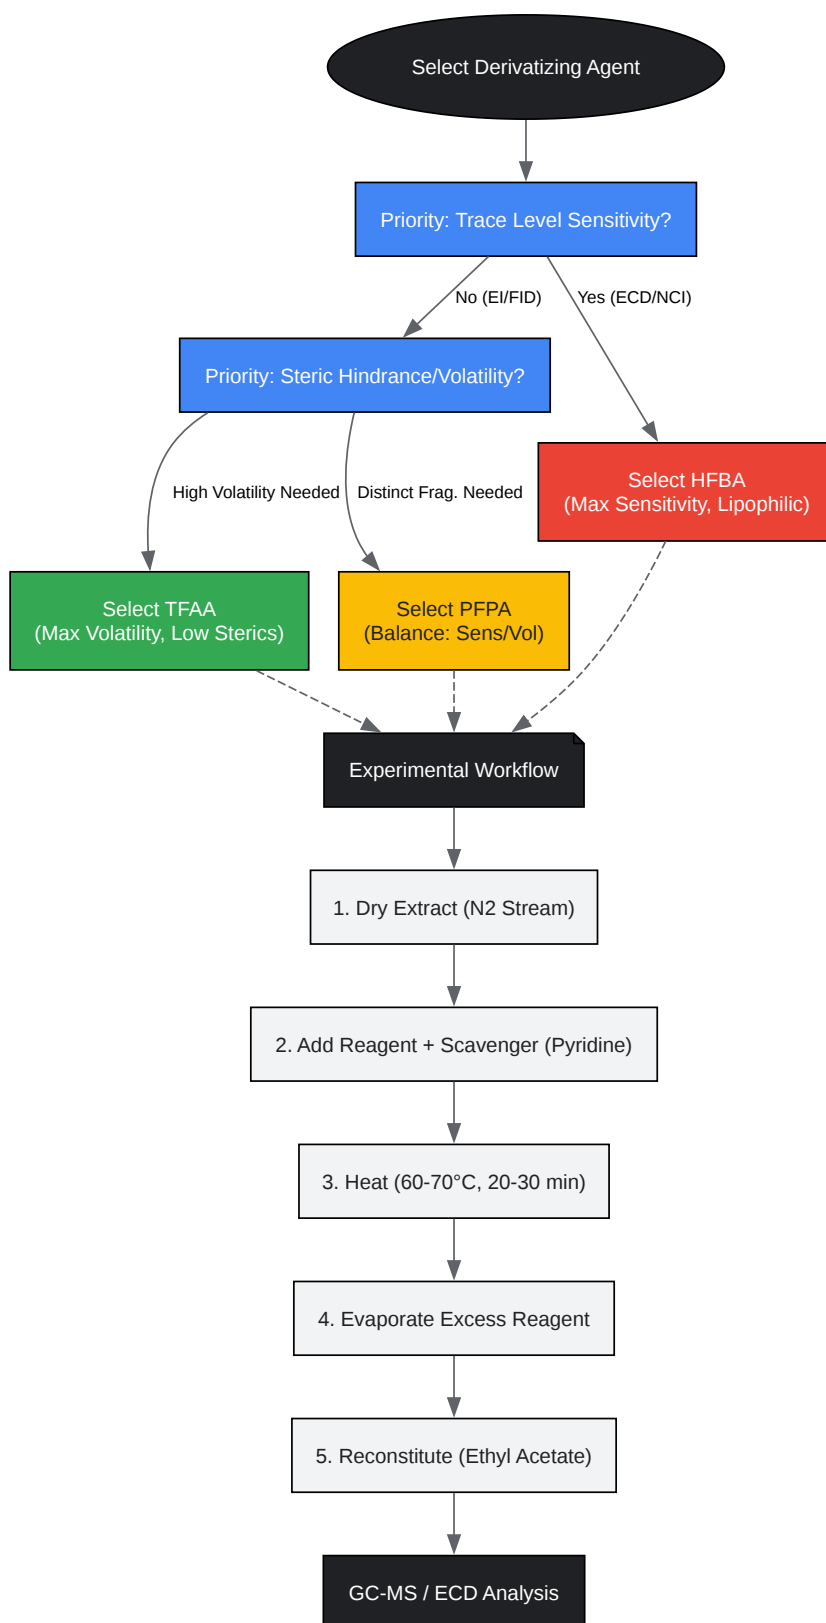 Select Derivatizing Agent
Priority: Trace Level Sensitivity?
No (EI/FID)
Yes (ECD/NCI)
Priority: Steric Hindrance/Volatility?
High Volatility Needed
Distinct Frag. Needed
Select HFBA
(Max Sensitivity, Lipophilic)
Select TFAA
(Max Volatility, Low Sterics)
Select PFPA
(Balance: Sens/Vol)
Experimental Workflow
1. Dry Extract (N2 Stream)
2. Add Reagent + Scavenger (Pyridine)
3. Heat (60-70°C, 20-30 min)
4. Evaporate Excess Reagent
5. Reconstitute (Ethyl Acetate)
GC-MS / ECD Analysis